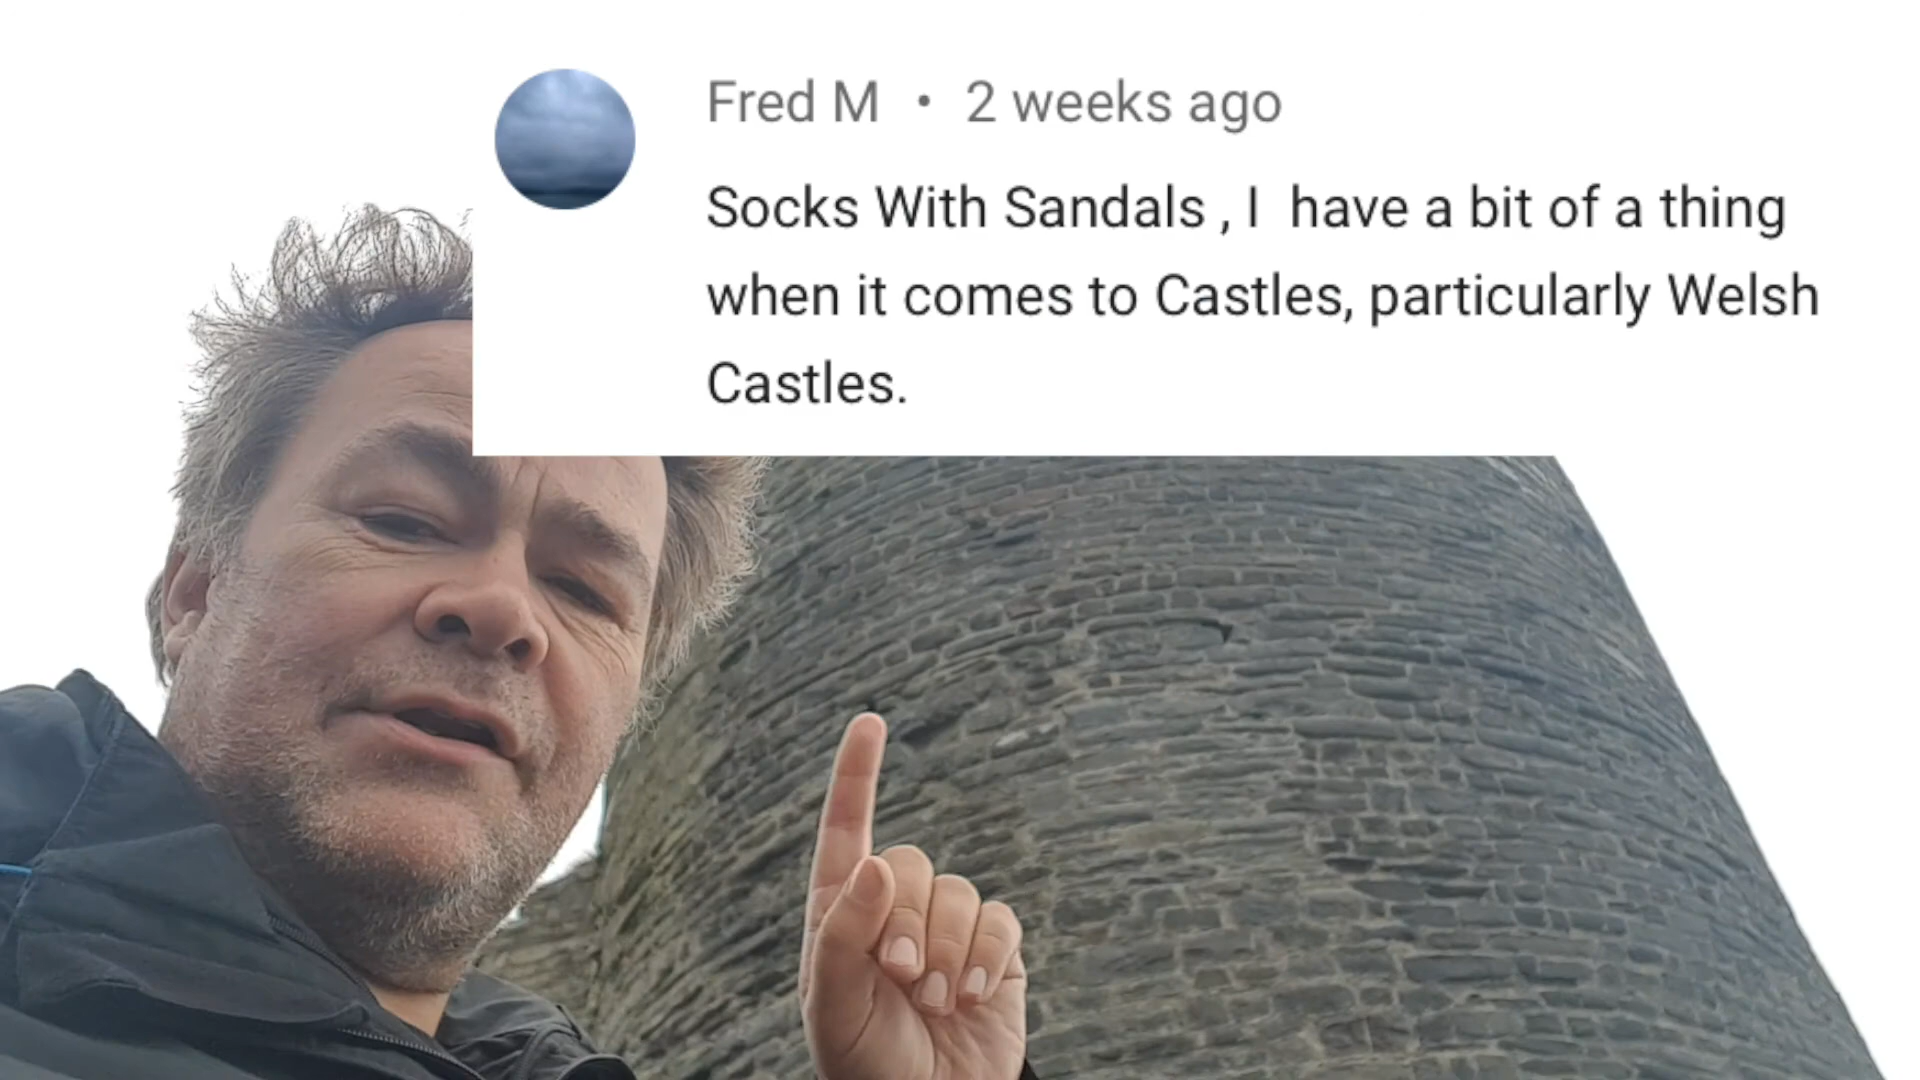 Fred M • 2 weeks ago
Socks With Sandals , I  have a bit of a thing
when it comes to Castles, particularly Welsh
Castles.